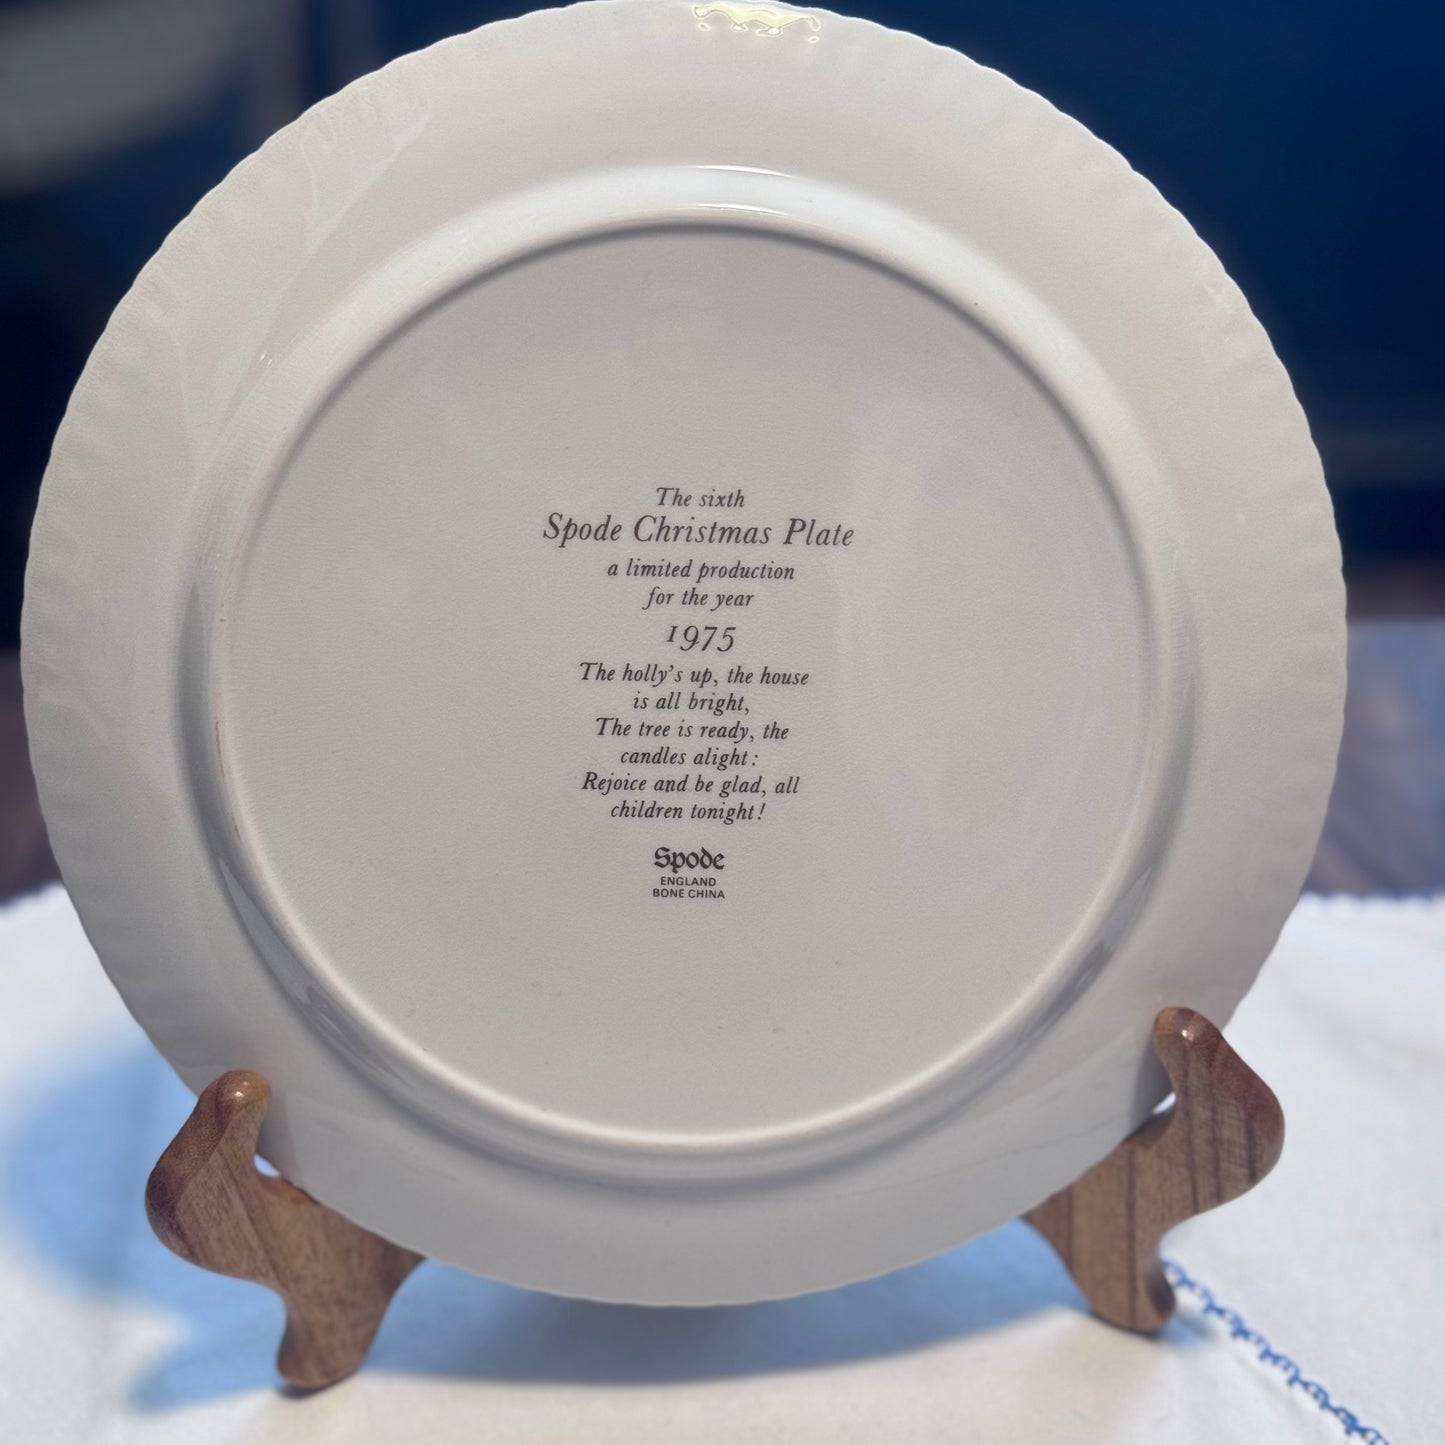 The sixth
Spode Christmas Plate
a limited production
for the year
1975
The holly's up, the house
is all bright,
The tree is ready, the
candles alight:
Rejoice and be glad, all
children tonight!
Spode
ENGLAND
BONE CHINA